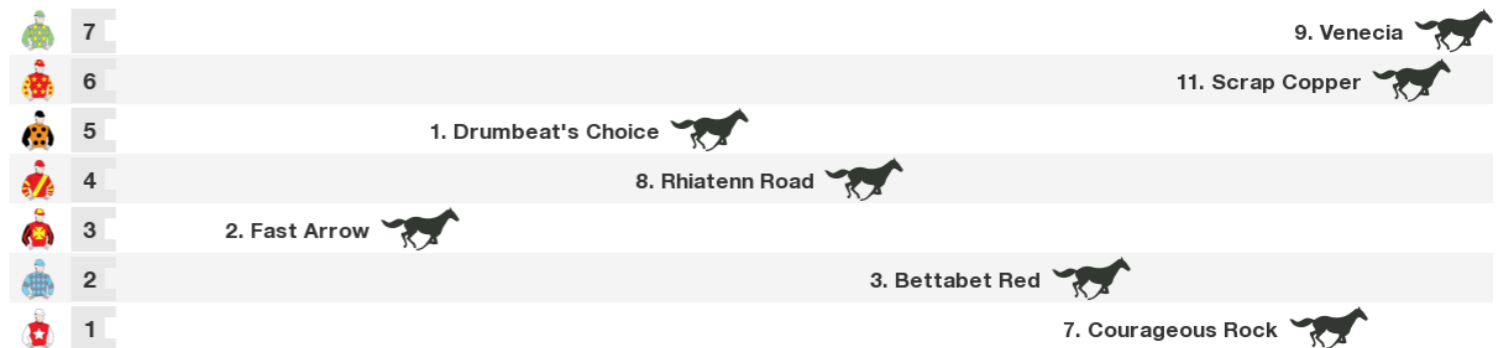 7 9. Venecia
6 11. Scrap Copper
5 1. Drumbeat's Choice
4 8. Rhiatenn Road
3 2. Fast Arrow
2 3. Bettabet Red
1 7. Courageous Rock